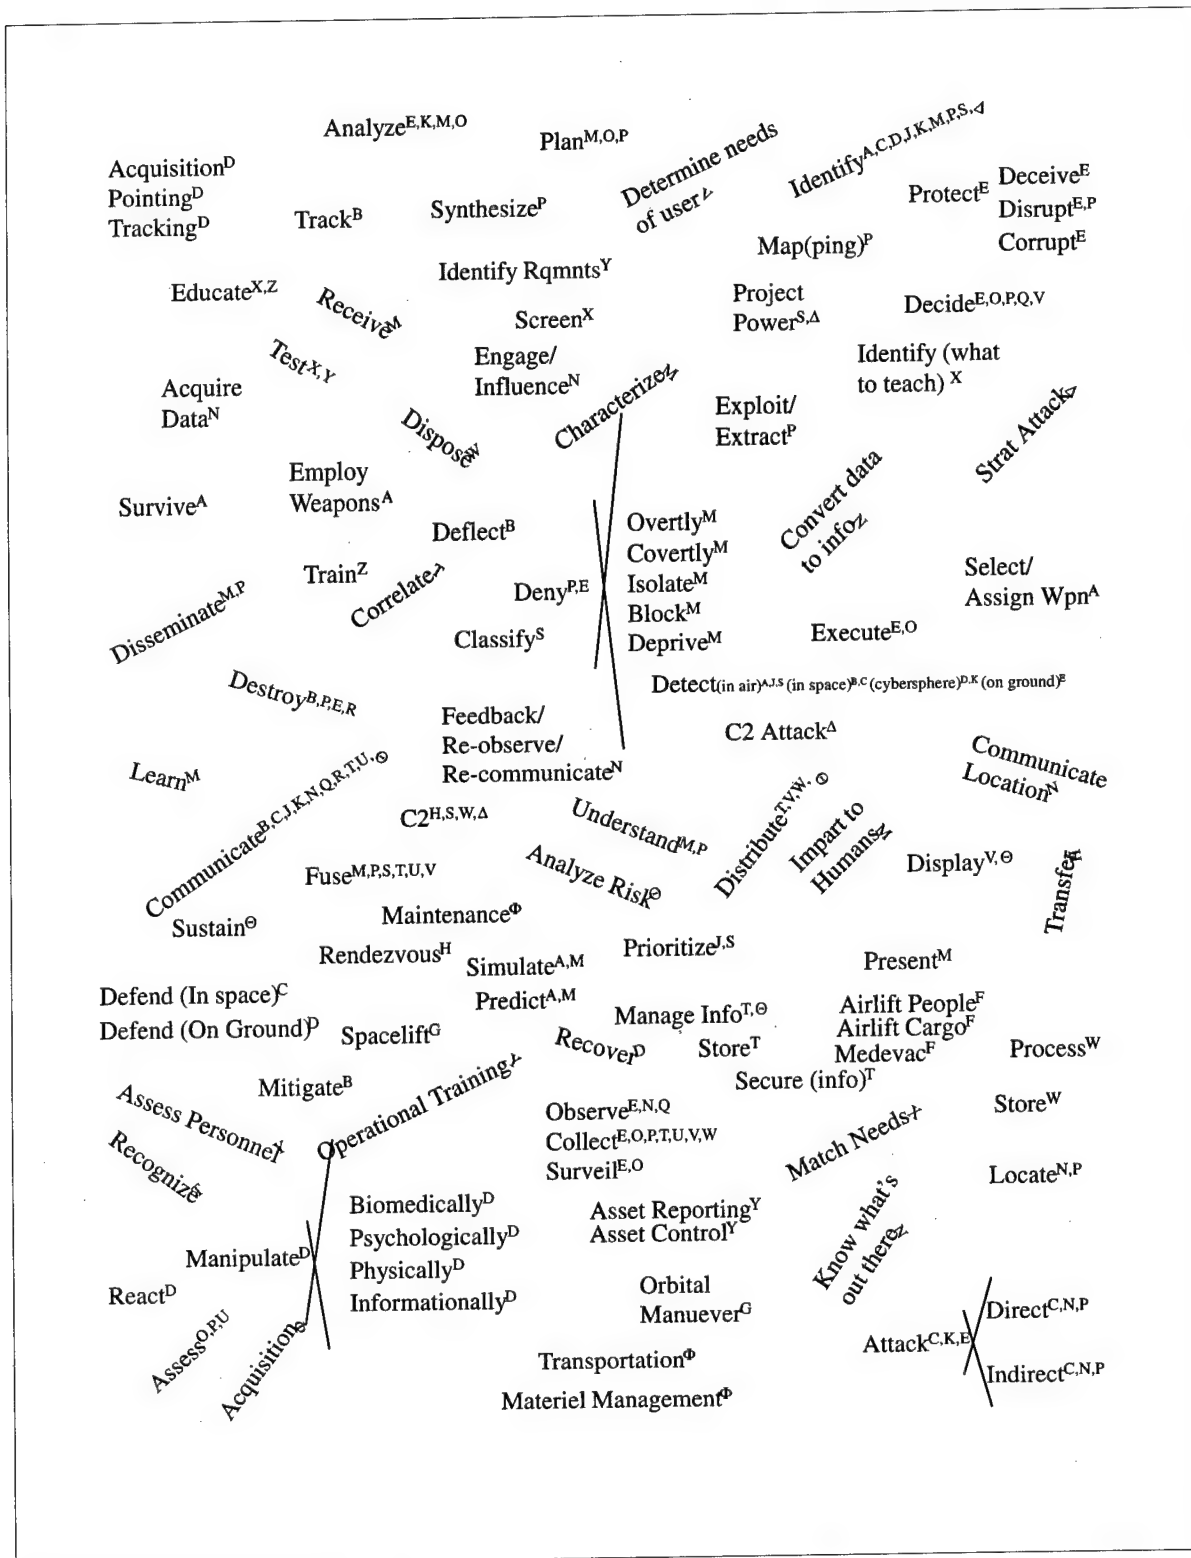 Analyze^E,K,M,O
Plan^M,O,P
Determine needs
of user
Identify^A,C,D,J,K,M,P,S,Δ
Acquisition^D
Pointing^D
Tracking^D
Track^B
Synthesize^P
Protect^E
Deceive^E
Disrupt^E,P
Corrupt^E
Map(ping)^P
Identify Rqmnts^Y
Educate^X,Z
Receive^M
Screen^X
Project
Power^S,Δ
Decide^E,O,P,Q,V
Test^X,Y
Engage/
Influence^N
Identify (what
to teach)^X
Acquire
Data^N
Dispose^W
Characterize^N
Exploit/
Extract^P
Strat Attack^Δ
Survive^A
Employ
Weapons^A
Deflect^B
Convert data
to info^N
Overtly^M
Covertly^M
Isolate^M
Block^M
Deprive^M
Train^Z
Correlate
Deny^P,E
Select/
Assign Wpn^A
Disseminate^M,P
Classify^S
Execute^E,O
Destroy^B,P,E,R
Detect(in air)^A,J,S (in space)^B,C (cybersphere)^D,K (on ground)^E
Feedback/
Re-observe/
Re-communicate^N
C2 Attack^Δ
Communicate
Location^N
Learn^M
Communicate^B,C,J,K,N,Q,R,T,U,Θ
C2^H,S,W,Δ
Understand^M,P
Distribute^T,V,W,Θ
Impart to
Humans^N
Display^V,Θ
Transfer^H
Fuse^M,P,S,T,U,V
Analyze Risk^Θ
Sustain^Θ
Maintenance^Φ
Rendezvous^H
Simulate^A,M
Prioritize^J,S
Present^M
Defend (In space)^C
Defend (On Ground)^D
Predict^A,M
Manage Info^T,Θ
Airlift People^F
Airlift Cargo^F
Medevac^F
Spacelift^G
Recover^D
Store^T
Process^W
Secure (info)^T
Mitigate^B
Operational Training^Y
Assess Personnel
Observe^E,N,Q
Collect^E,O,P,T,U,V,W
Surveil^E,O
Match Needs
Store^W
Recognize
Locate^N,P
Biomedically^D
Psychologically^D
Physically^D
Informationally^D
Asset Reporting^Y
Asset Control^Y
Know what's
out there^N
Manipulate^D
React^D
Orbital
Manuever^G
Assess^O,P,U
Acquisition
Attack^C,K,E
Direct^C,N,P
Indirect^C,N,P
Transportation^Φ
Materiel Management^Φ